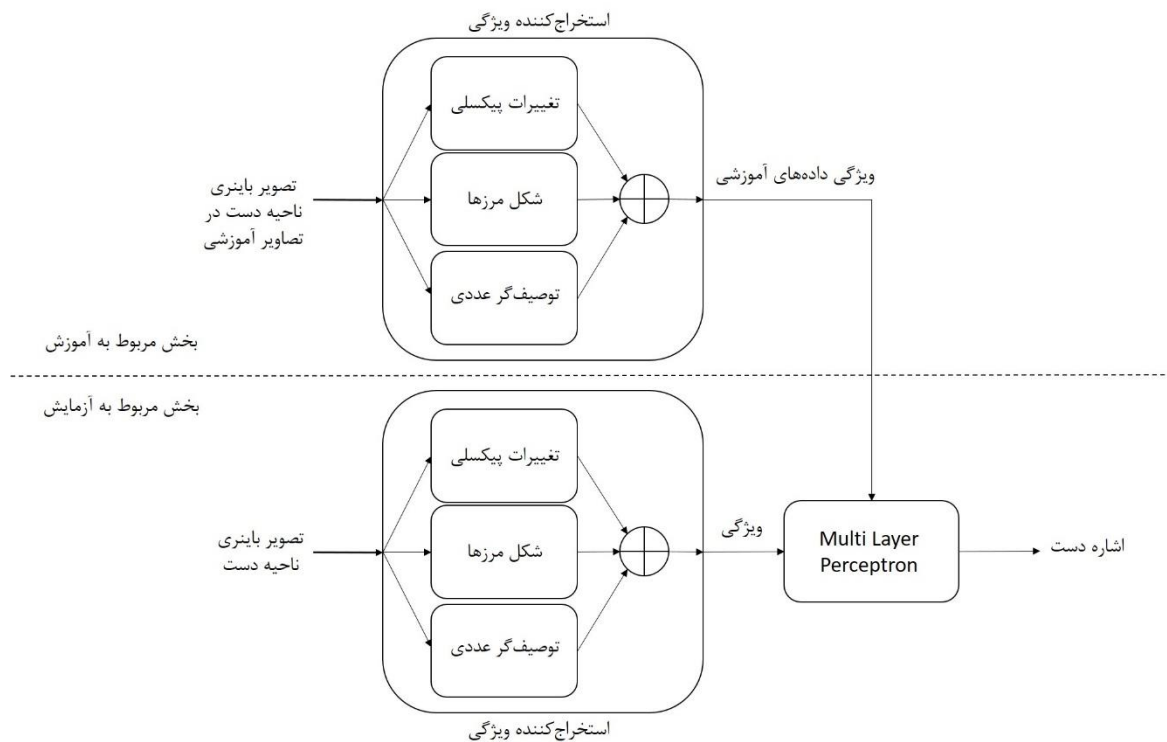 استخراج‌کننده ویژگی
تغییرات پیکسلی
شکل مرزها
توصیف‌گر عددی
تصویر باینری
ناحیه دست در
تصاویر آموزشی
ویژگی داده‌های آموزشی
بخش مربوط به آموزش
بخش مربوط به آزمایش
تغییرات پیکسلی
شکل مرزها
توصیف‌گر عددی
تصویر باینری
ناحیه دست
ویژگی
Multi Layer
Perceptron
اشاره دست
استخراج‌کننده ویژگی